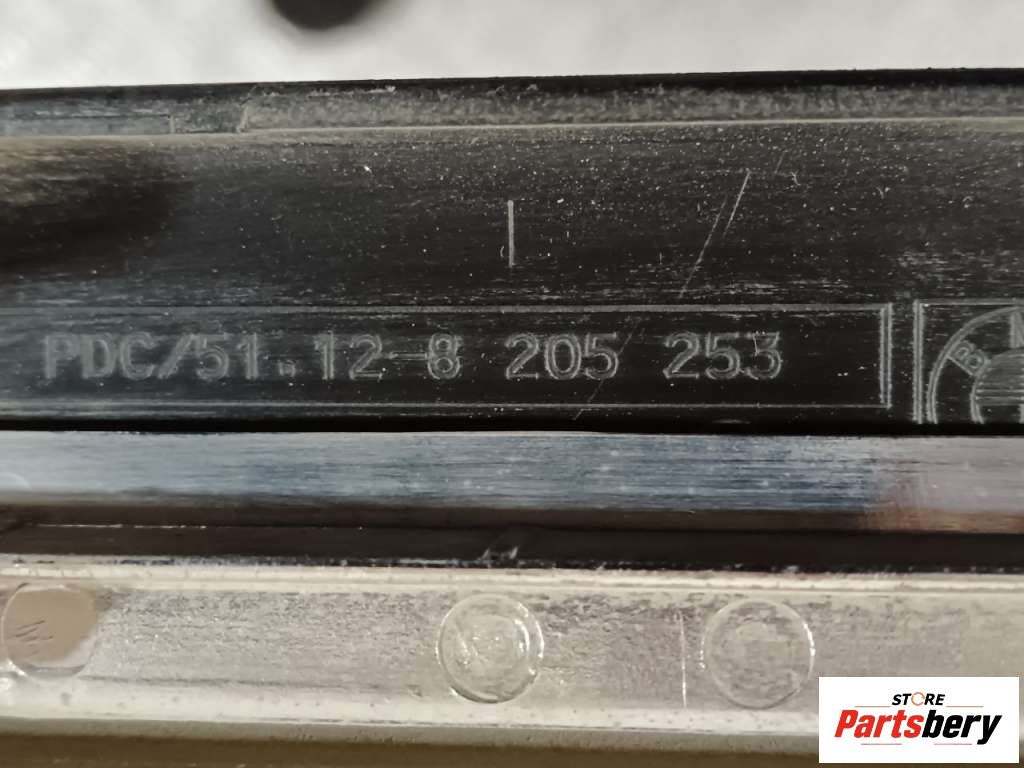 PDC/51.12-8 205 253
B M
STORE
Partsbery